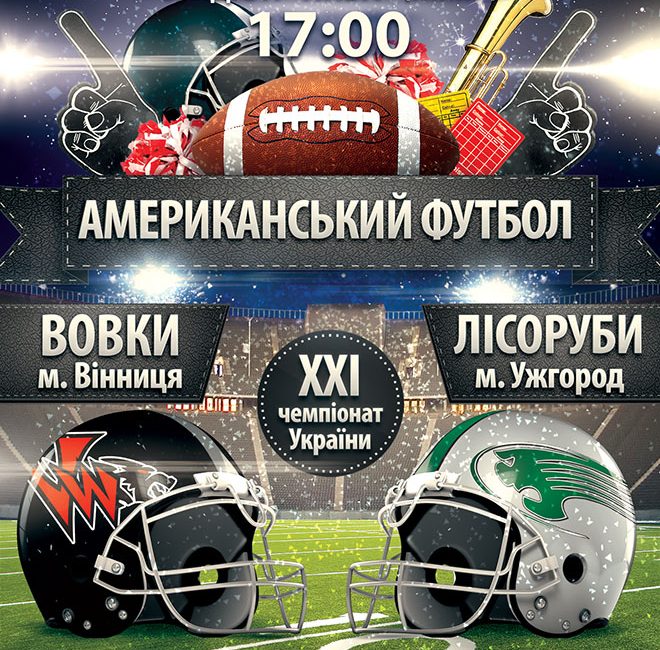 17:00
АМЕРИКАНСЬКИЙ ФУТБОЛ
ВОВКИ
м. Вінниця
ЛІСОРУБИ
м. Ужгород
XXI
чемпіонат
України